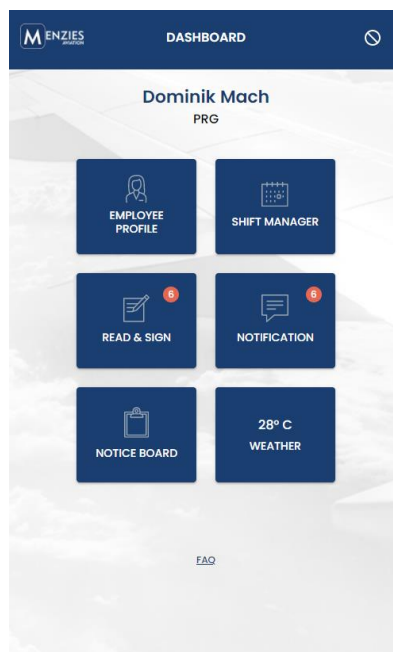 MENZIES
AVIATION
DASHBOARD
Dominik Mach
PRG
EMPLOYEE
PROFILE
SHIFT MANAGER
6
READ & SIGN
6
NOTIFICATION
NOTICE BOARD
28° C
WEATHER
FAQ